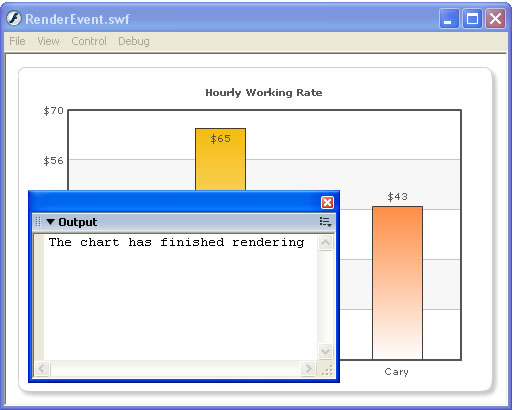 RenderEvent.swf
File View Control Debug
Hourly Working Rate
$70
$65
$56
$43
Output
The chart has finished rendering
Cary